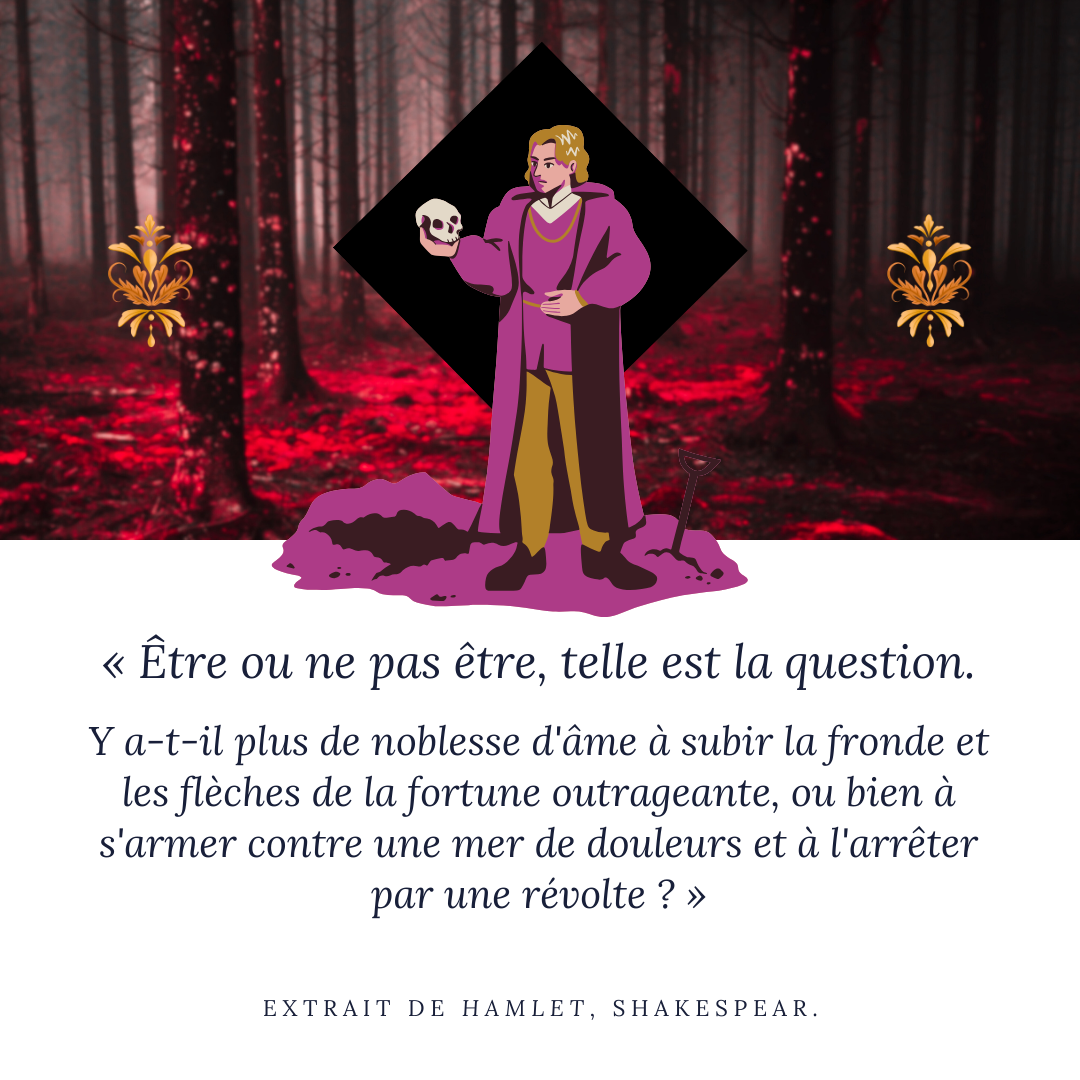 « Être ou ne pas être, telle est la question.
Y a-t-il plus de noblesse d'âme à subir la fronde et
les flèches de la fortune outrageante, ou bien à
s'armer contre une mer de douleurs et à l'arrêter
par une révolte ? »
EXTRAIT DE HAMLET, SHAKESPEAR.